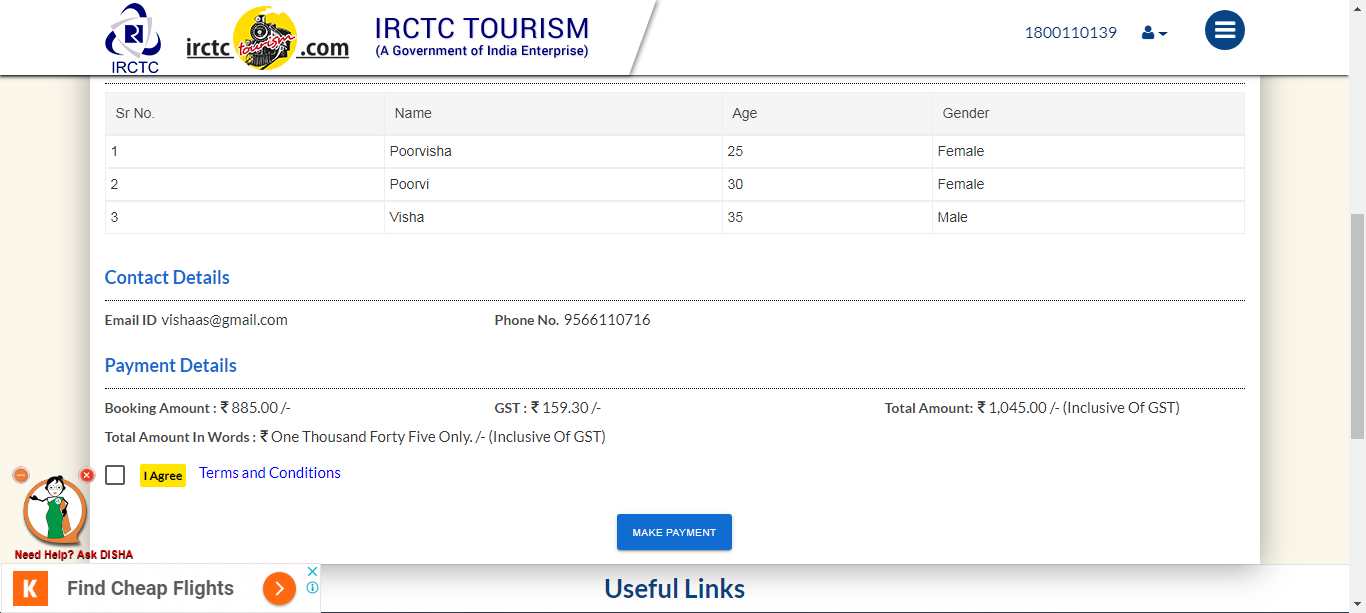 IRCTC
irctc tourism .com
IRCTC TOURISM
(A Government of India Enterprise)
1800110139
Sr No. Name Age Gender
1 Poorvisha 25 Female
2 Poorvi 30 Female
3 Visha 35 Male
Contact Details
Email ID vishaas@gmail.com Phone No. 9566110716
Payment Details
Booking Amount : ₹ 885.00 /- GST : ₹ 159.30 /- Total Amount: ₹ 1,045.00 /- (Inclusive Of GST)
Total Amount In Words : ₹ One Thousand Forty Five Only. /- (Inclusive Of GST)
I Agree Terms and Conditions
MAKE PAYMENT
Need Help? Ask DISHA
K Find Cheap Flights
Useful Links